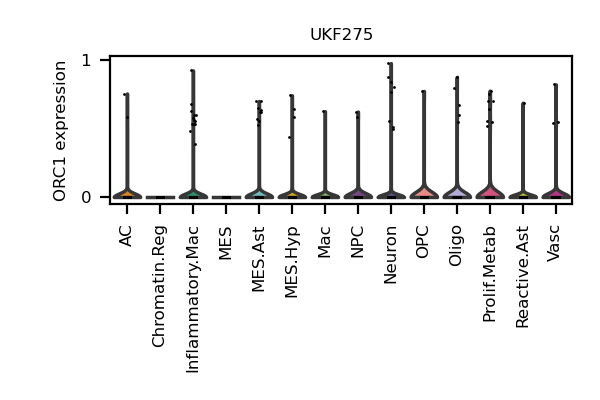 UKF275
ORC1 expression
1
0
AC
Chromatin.Reg
Inflammatory.Mac
MES
MES.Ast
MES.Hyp
Mac
NPC
Neuron
OPC
Oligo
Prolif.Metab
Reactive.Ast
Vasc